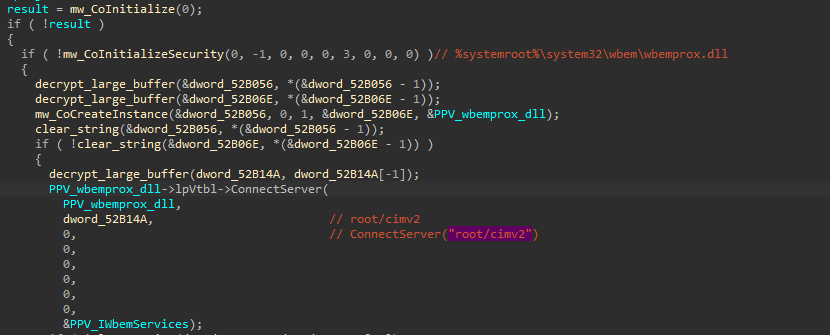 result = mw_CoInitialize(0);
if ( !result )
{
if ( !mw_CoInitializeSecurity(0, -1, 0, 0, 0, 3, 0, 0, 0) )// %systemroot%\system32\wbem\wbemprox.dll
{
decrypt_large_buffer(&dword_52B056, *(&dword_52B056 - 1));
decrypt_large_buffer(&dword_52B06E, *(&dword_52B06E - 1));
mw_CoCreateInstance(&dword_52B056, 0, 1, &dword_52B06E, &PPV_wbemprox_dll);
clear_string(&dword_52B056, *(&dword_52B056 - 1));
if ( !clear_string(&dword_52B06E, *(&dword_52B06E - 1)) )
{
decrypt_large_buffer(dword_52B14A, dword_52B14A[-1]);
PPV_wbemprox_dll->lpVtbl->ConnectServer(
PPV_wbemprox_dll,
dword_52B14A, // root/cimv2
0, // ConnectServer("root/cimv2")
0,
0,
0,
0,
0,
&PPV_IWbemServices);